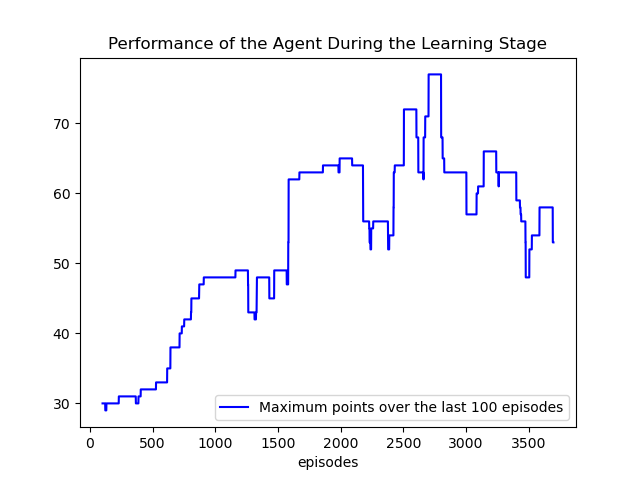 Performance of the Agent During the Learning Stage
70
60
50
40
30
Maximum points over the last 100 episodes
0 500 1000 1500 2000 2500 3000 3500
episodes